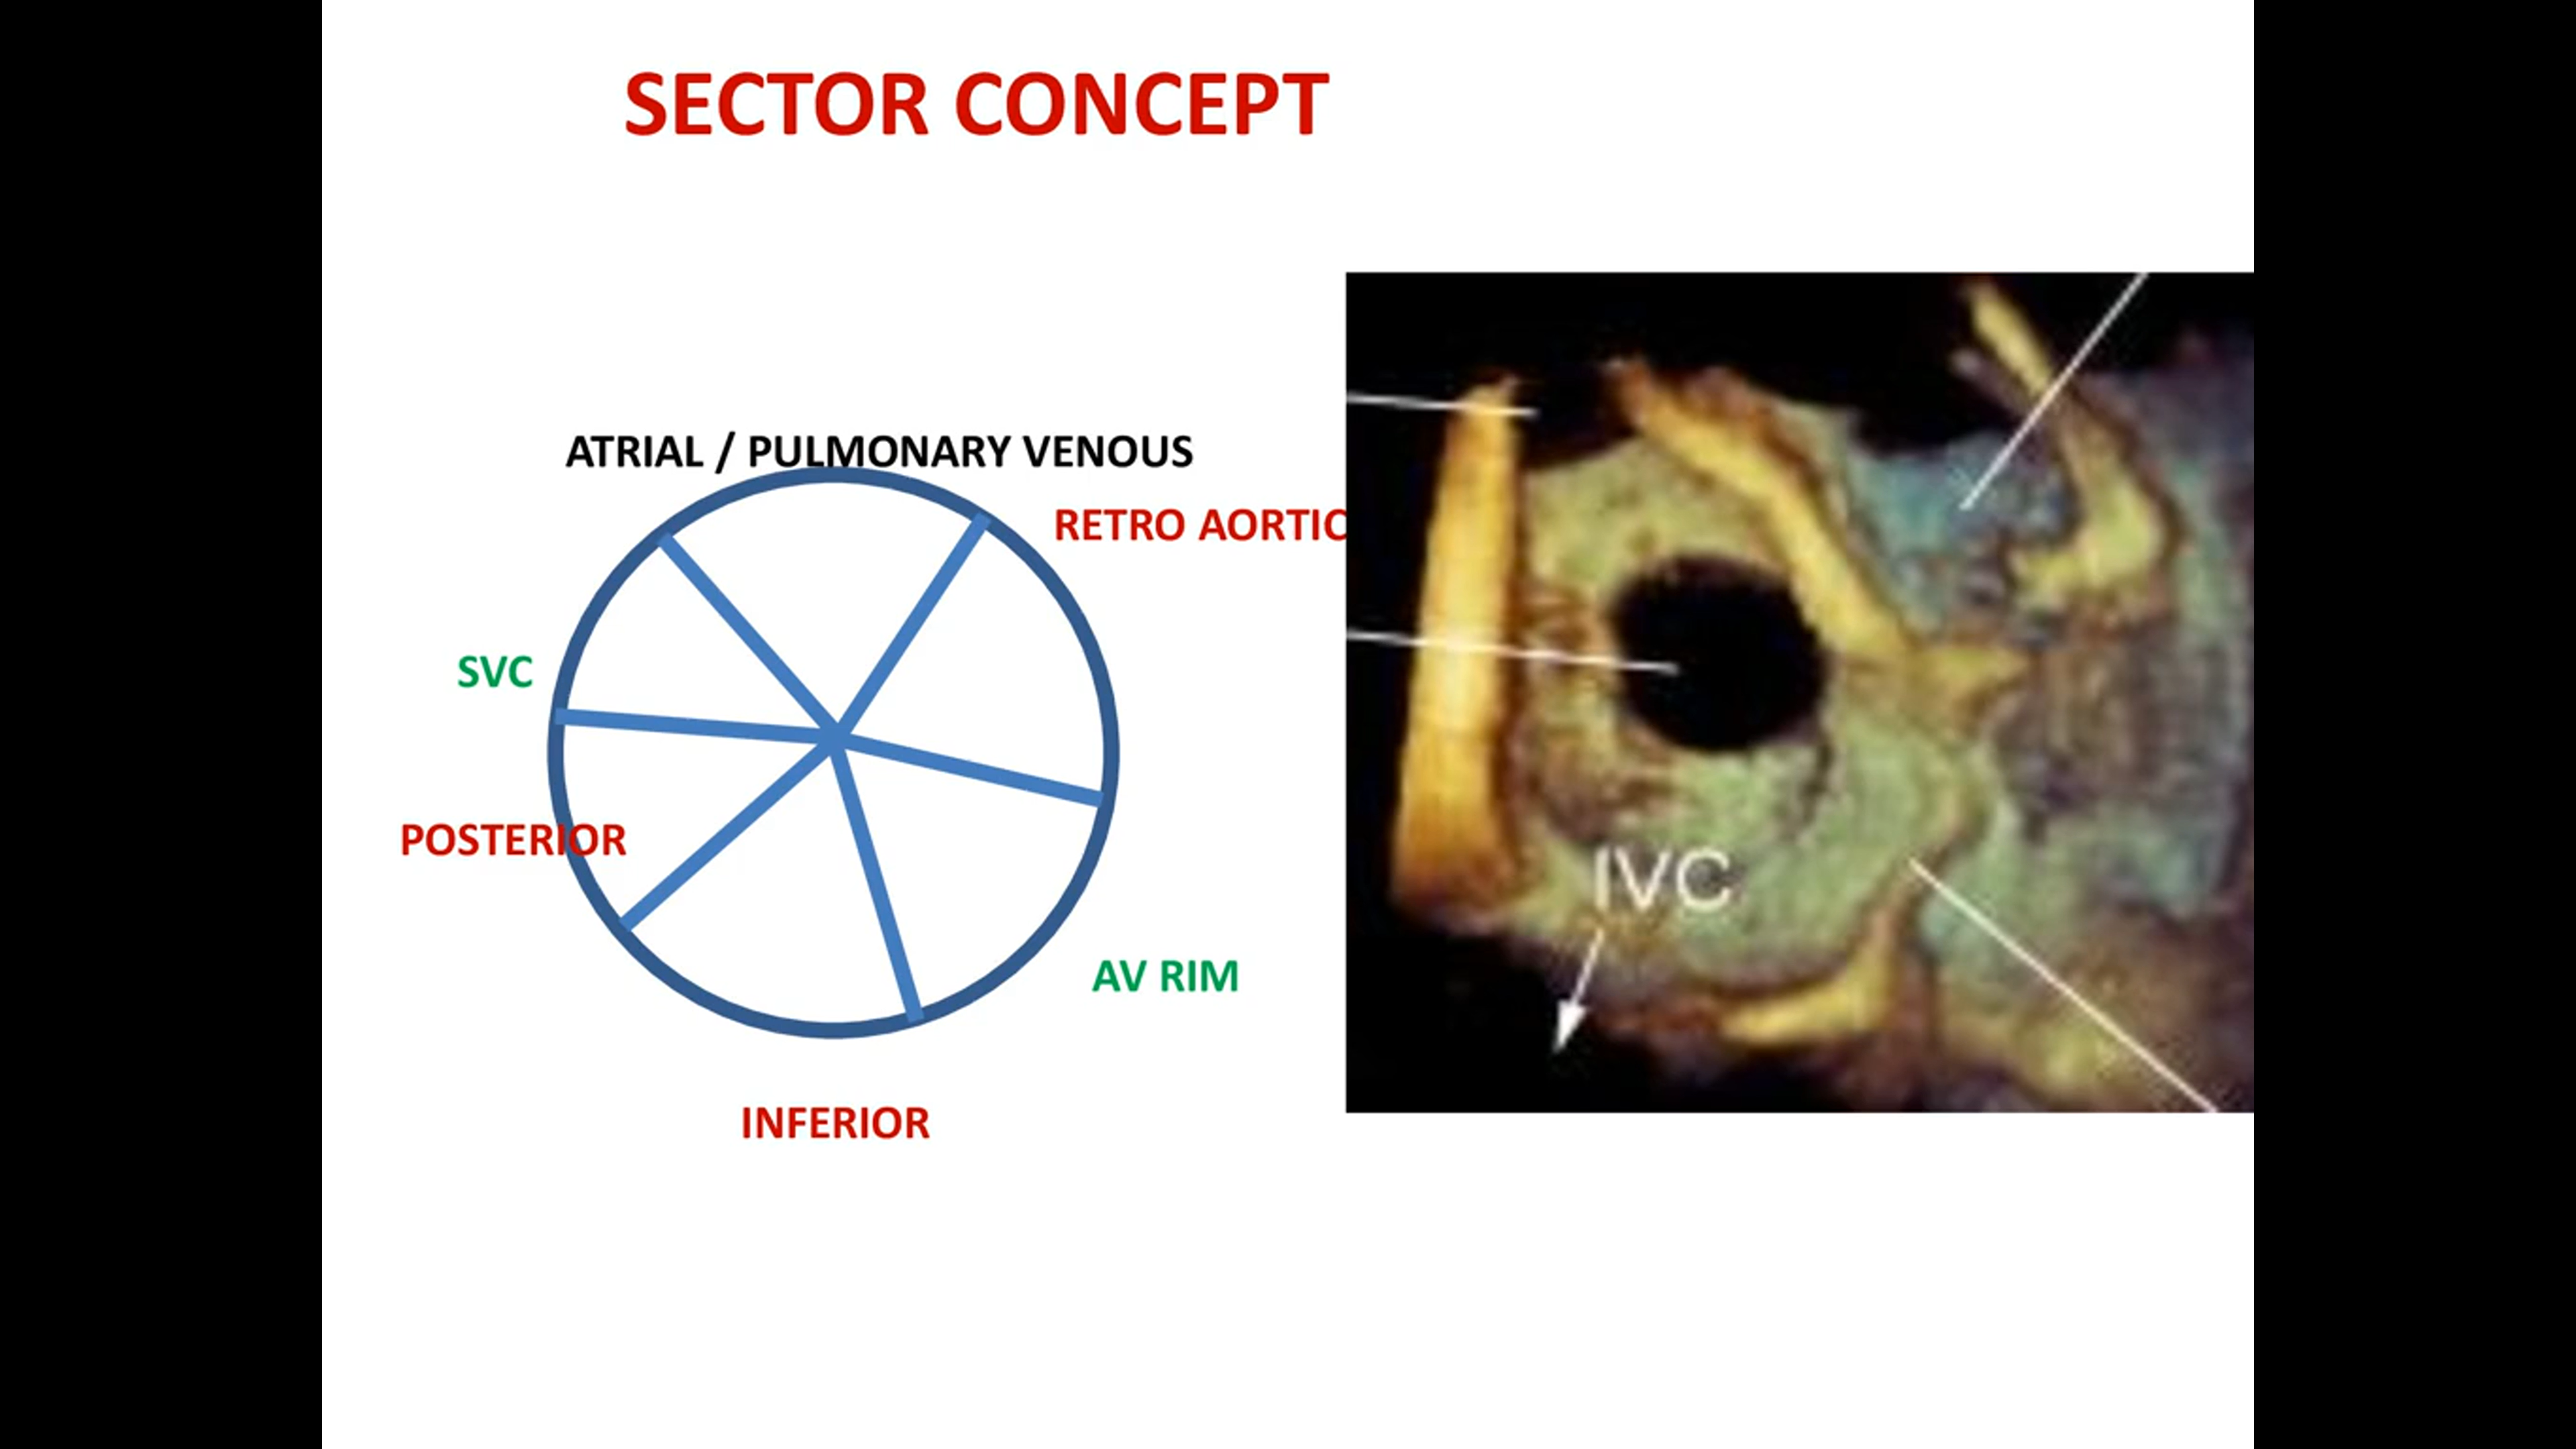 SECTOR CONCEPT
ATRIAL / PULMONARY VENOUS
RETRO AORTIC
SVC
POSTERIOR
IVC
AV RIM
INFERIOR